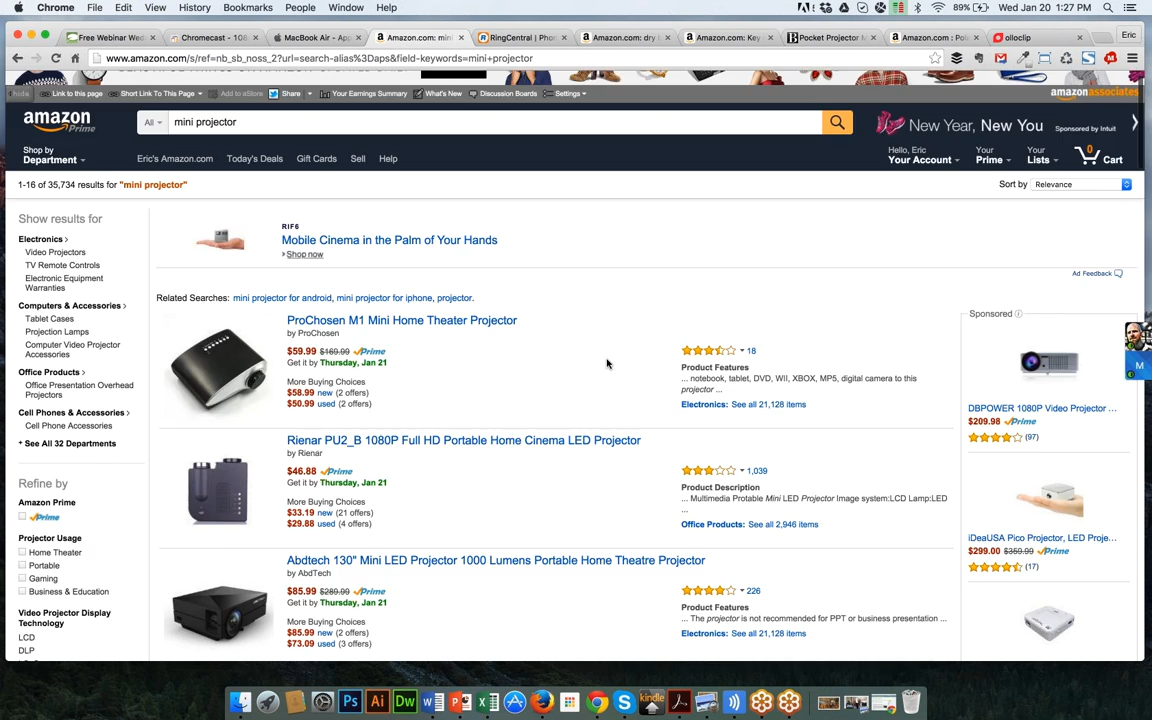 Chrome File Edit View History Bookmarks People Window Help 89% Wed Jan 20 1:27 PM
Free Webinar Wed Chromecast - 108 MacBook Air - App Amazon.com: mini RingCentral | Phon Amazon.com: dry Amazon.com: Key Pocket Projector M Amazon.com : Pol olloclip Eric
https://www.amazon.com/s/ref=nb_sb_noss_2?url=search-alias%3Daps&field-keywords=mini+projector
hide Link to this page Short Link To This Page Add to aStore Share Your Earnings Summary What's New Discussion Boards Settings amazonassociates
amazon Prime All mini projector New Year, New You Sponsored by Intuit
Shop by Department Eric's Amazon.com Today's Deals Gift Cards Sell Help Hello, Eric Your Account Your Prime Your Lists 0 Cart
1-16 of 35,734 results for "mini projector" Sort by Relevance
Show results for
Electronics
Video Projectors
TV Remote Controls
Electronic Equipment
Warranties
Computers & Accessories
Tablet Cases
Projection Lamps
Computer Video Projector
Accessories
Office Products
Office Presentation Overhead
Projectors
Cell Phones & Accessories
Cell Phone Accessories
+ See All 32 Departments
Refine by
Amazon Prime
Prime
Projector Usage
Home Theater
Portable
Gaming
Business & Education
Video Projector Display
Technology
LCD
DLP
RIF6
Mobile Cinema in the Palm of Your Hands
Shop now
Ad Feedback
Related Searches: mini projector for android, mini projector for iphone, projector.
ProChosen M1 Mini Home Theater Projector
by ProChosen
$59.99 $169.99 Prime
Get it by Thursday, Jan 21
More Buying Choices
$58.99 new (2 offers)
$50.99 used (2 offers)
18
Product Features
... notebook, tablet, DVD, WII, XBOX, MP5, digital camera to this
projector ...
Electronics: See all 21,128 items
Rienar PU2_B 1080P Full HD Portable Home Cinema LED Projector
by Rienar
$46.88 Prime
Get it by Thursday, Jan 21
More Buying Choices
$33.19 new (21 offers)
$29.88 used (4 offers)
1,039
Product Description
... Multimedia Protable Mini LED Projector Image system:LCD Lamp:LED
...
Office Products: See all 2,946 items
Abdtech 130" Mini LED Projector 1000 Lumens Portable Home Theatre Projector
by AbdTech
$85.99 $289.99 Prime
Get it by Thursday, Jan 21
More Buying Choices
$85.99 new (2 offers)
$73.09 used (3 offers)
226
Product Features
... The projector is not recommended for PPT or business presentation ...
Electronics: See all 21,128 items
Sponsored
DBPOWER 1080P Video Projector ...
$209.98 Prime
(97)
iDeaUSA Pico Projector, LED Proje...
$299.00 $359.99 Prime
(17)
M
Ps Ai Dw kindle